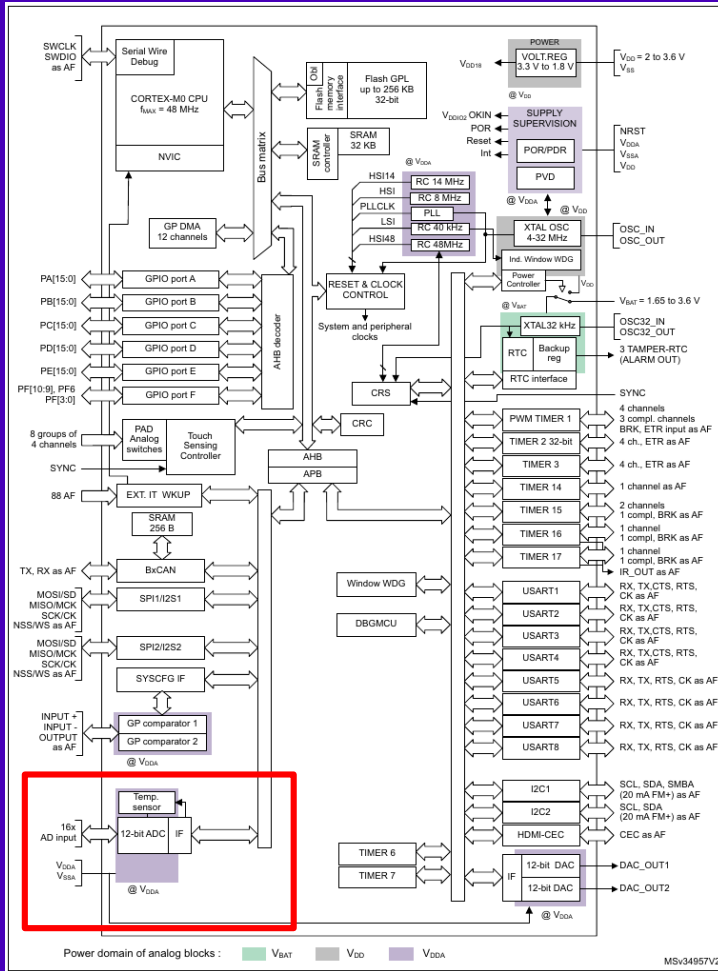 POWER
SWCLK
SWDIO
as AF
Serial Wire
Debug
CORTEX-M0 CPU
fMAX = 48 MHz
NVIC
Bus matrix
Obl
Flash
memory
interface
Flash GPL
up to 256 KB
32-bit
SRAM
controller
SRAM
32 KB
VDD18
VOLT.REG
3.3 V to 1.8 V
VDD = 2 to 3.6 V
VSS
@ VDD
VDDIO2 OKIN
POR
Reset
Int
SUPPLY
SUPERVISION
POR/PDR
PVD
NRST
VDDA
VSSA
VDD
@ VDDA
@ VDDA
@ VDD
HSI14
HSI
PLLCLK
LSI
HSI48
RC 14 MHz
RC 8 MHz
PLL
RC 40 kHz
RC 48MHz
XTAL OSC
4-32 MHz
OSC_IN
OSC_OUT
Ind. Window WDG
Power
Controller
VDD
GP DMA
12 channels
PA[15:0]
GPIO port A
PB[15:0]
GPIO port B
PC[15:0]
GPIO port C
PD[15:0]
GPIO port D
PE[15:0]
GPIO port E
PF[10:9], PF6
PF[3:0]
GPIO port F
AHB decoder
RESET & CLOCK
CONTROL
System and peripheral
clocks
VBAT = 1.65 to 3.6 V
@ VBAT
XTAL32 kHz
OSC32_IN
OSC32_OUT
RTC
Backup
reg
3 TAMPER-RTC
(ALARM OUT)
RTC interface
CRS
SYNC
8 groups of
4 channels
PAD
Analog
switches
Touch
Sensing
Controller
SYNC
CRC
AHB
APB
88 AF
EXT. IT WKUP
SRAM
256 B
TX, RX as AF
BxCAN
MOSI/SD
MISO/MCK
SCK/CK
NSS/WS as AF
SPI1/I2S1
MOSI/SD
MISO/MCK
SCK/CK
NSS/WS as AF
SPI2/I2S2
SYSCFG IF
INPUT +
INPUT -
OUTPUT
as AF
GP comparator 1
GP comparator 2
@ VDDA
Window WDG
DBGMCU
PWM TIMER 1
4 channels
3 compl. channels
BRK, ETR input as AF
TIMER 2 32-bit
4 ch., ETR as AF
TIMER 3
4 ch., ETR as AF
TIMER 14
1 channel as AF
TIMER 15
2 channels
1 compl, BRK as AF
TIMER 16
1 channel
1 compl, BRK as AF
TIMER 17
1 channel
1 compl, BRK as AF
IR_OUT as AF
USART1
RX, TX,CTS, RTS,
CK as AF
USART2
RX, TX,CTS, RTS,
CK as AF
USART3
RX, TX,CTS, RTS,
CK as AF
USART4
RX, TX,CTS, RTS,
CK as AF
USART5
RX, TX, RTS, CK as AF
USART6
RX, TX, RTS, CK as AF
USART7
RX, TX, RTS, CK as AF
USART8
RX, TX, RTS, CK as AF
I2C1
SCL, SDA, SMBA
(20 mA FM+) as AF
I2C2
SCL, SDA
(20 mA FM+) as AF
HDMI-CEC
CEC as AF
Temp.
sensor
16x
AD input
12-bit ADC
IF
VDDA
VSSA
@ VDDA
TIMER 6
TIMER 7
IF
12-bit DAC
12-bit DAC
DAC_OUT1
DAC_OUT2
@ VDDA
Power domain of analog blocks :
VBAT
VDD
VDDA
MSv34957V2